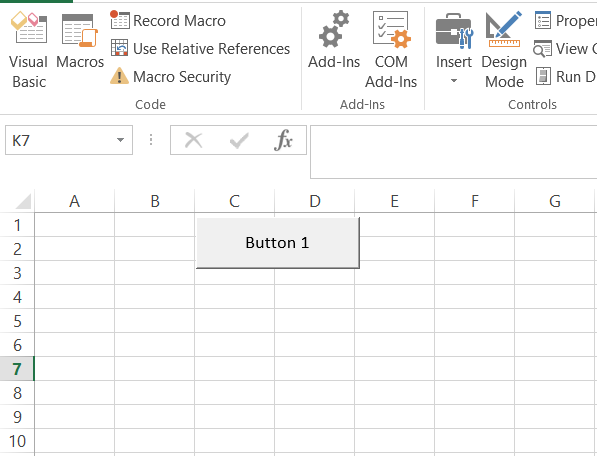 Visual Basic
Macros
Record Macro
Use Relative References
Macro Security
Code
Add-Ins
COM Add-Ins
Add-Ins
Insert
Design Mode
Proper
View C
Run D
Controls
K7
fx
A B C D E F G
1
2
3
4
5
6
7
8
9
10
Button 1